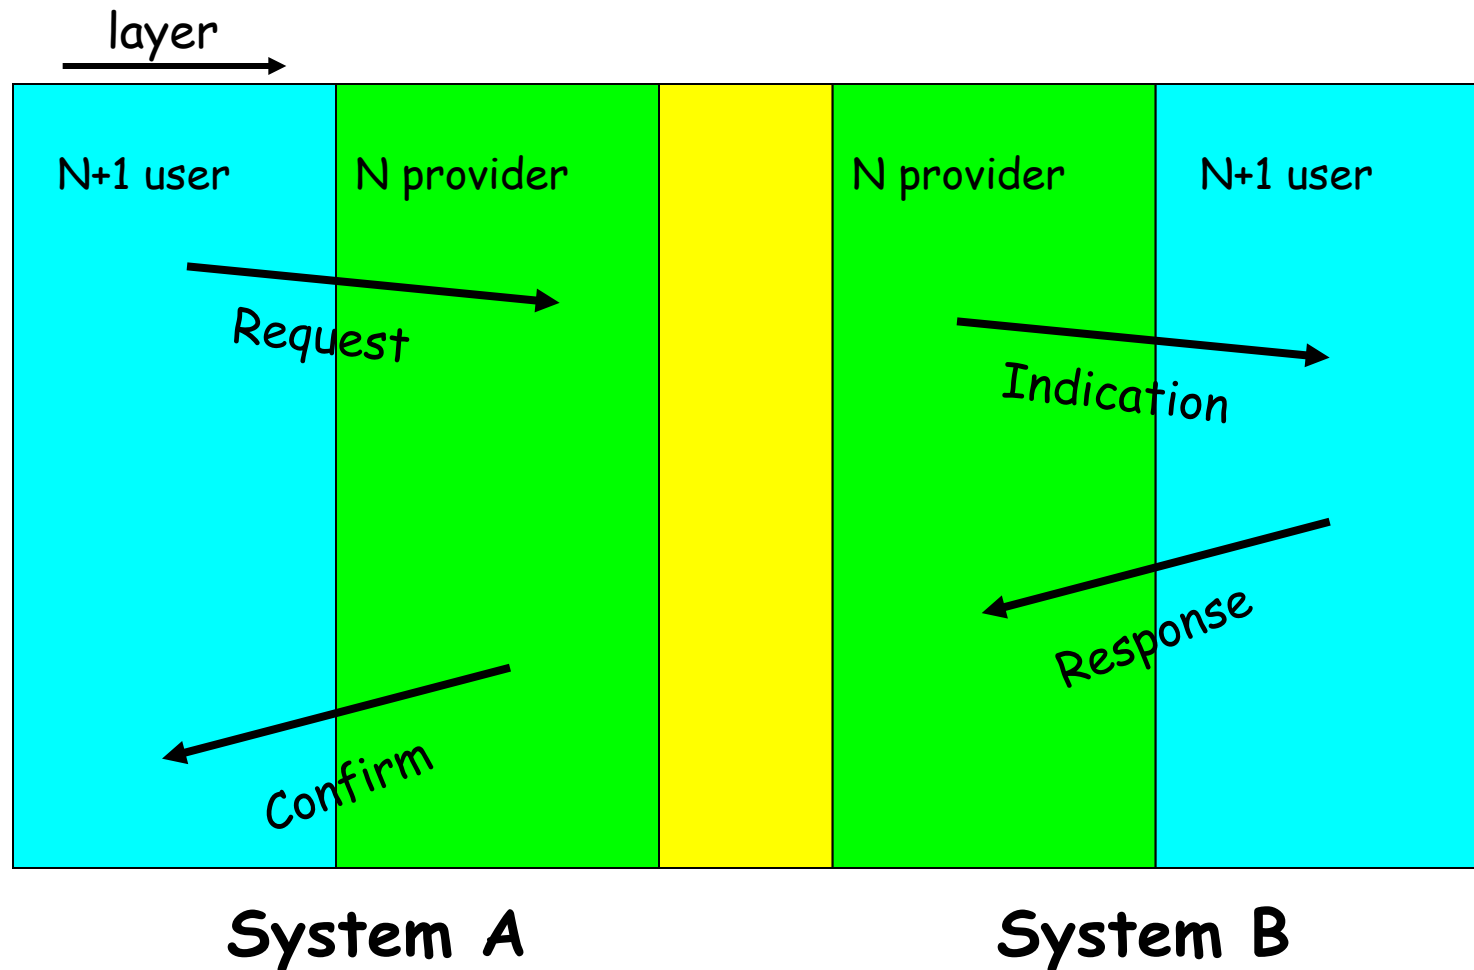 layer
N+1 user
N provider
N provider
N+1 user
Request
Indication
Response
Confirm
System A
System B